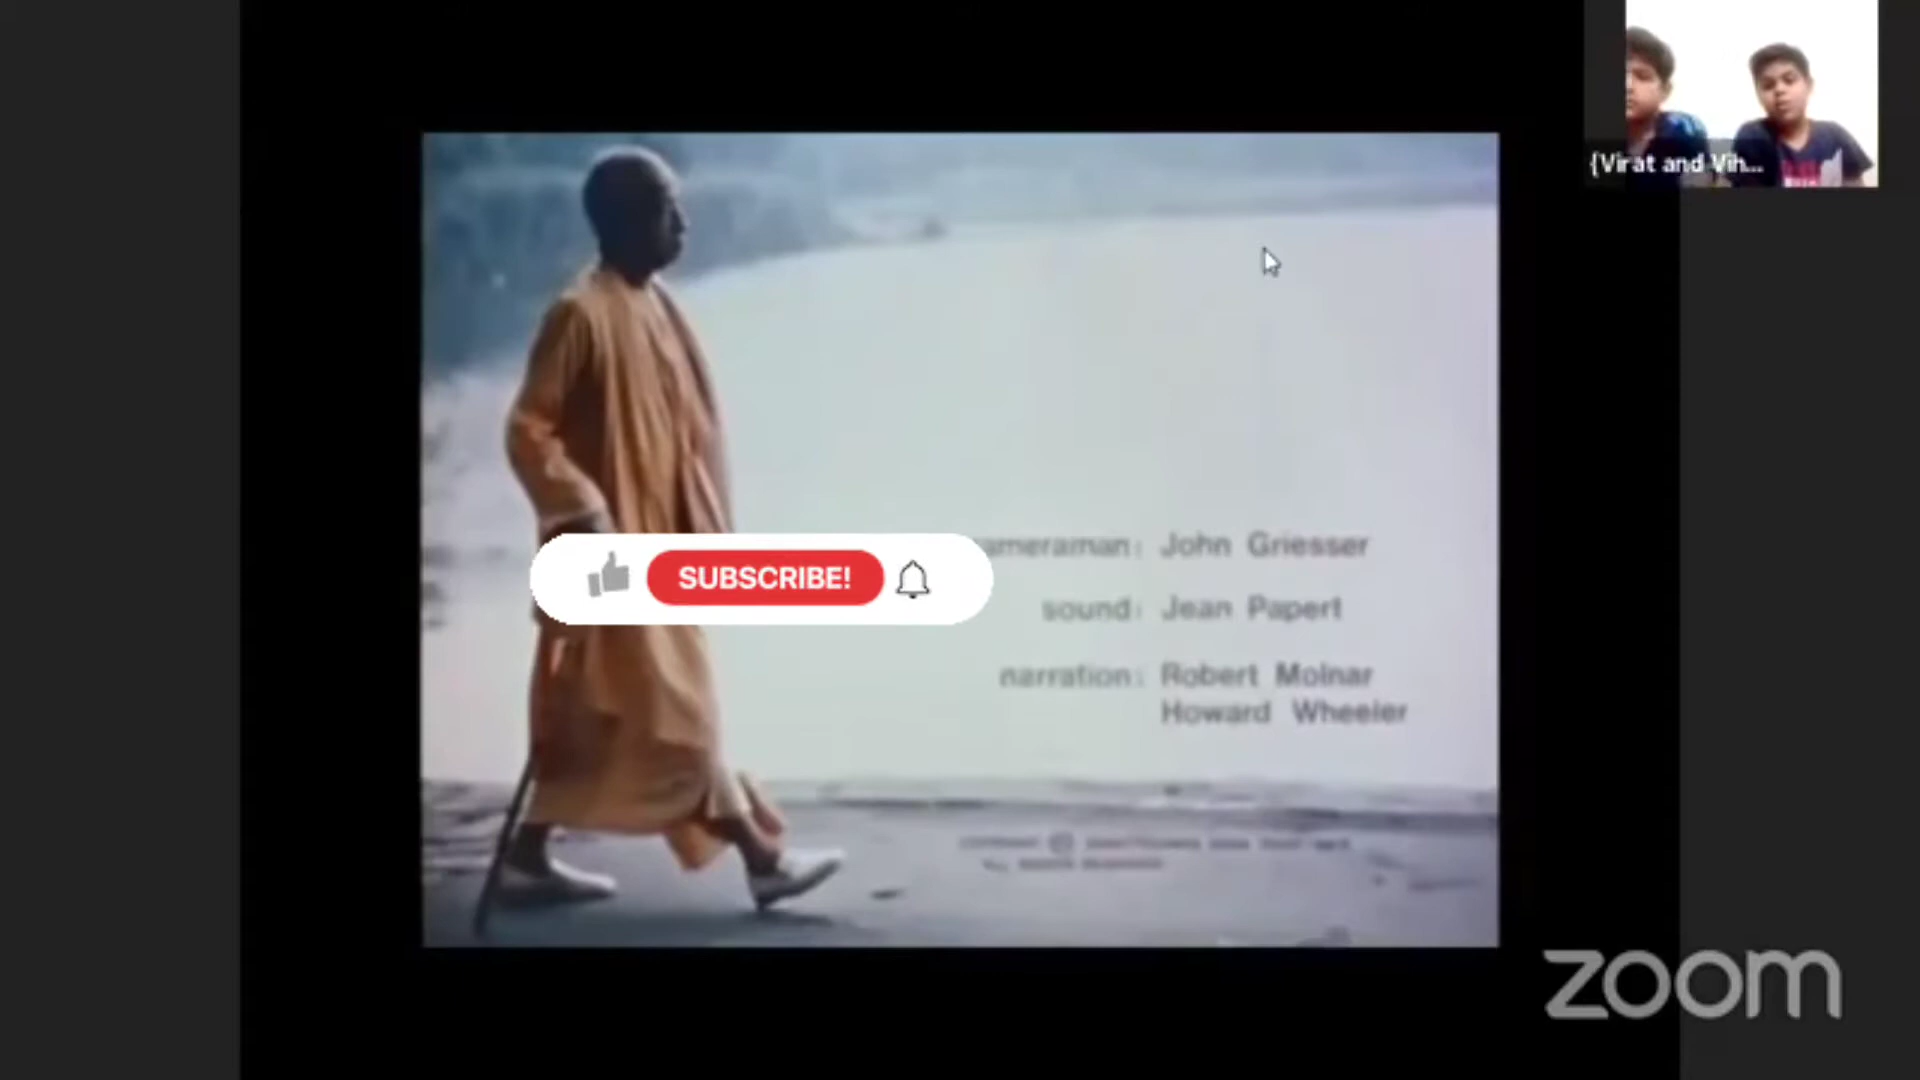 {Virat and Vih...
ameraman: John Griesser
SUBSCRIBE!
sound: Jean Papert
narration: Robert Molnar
Howard Wheeler
zoom